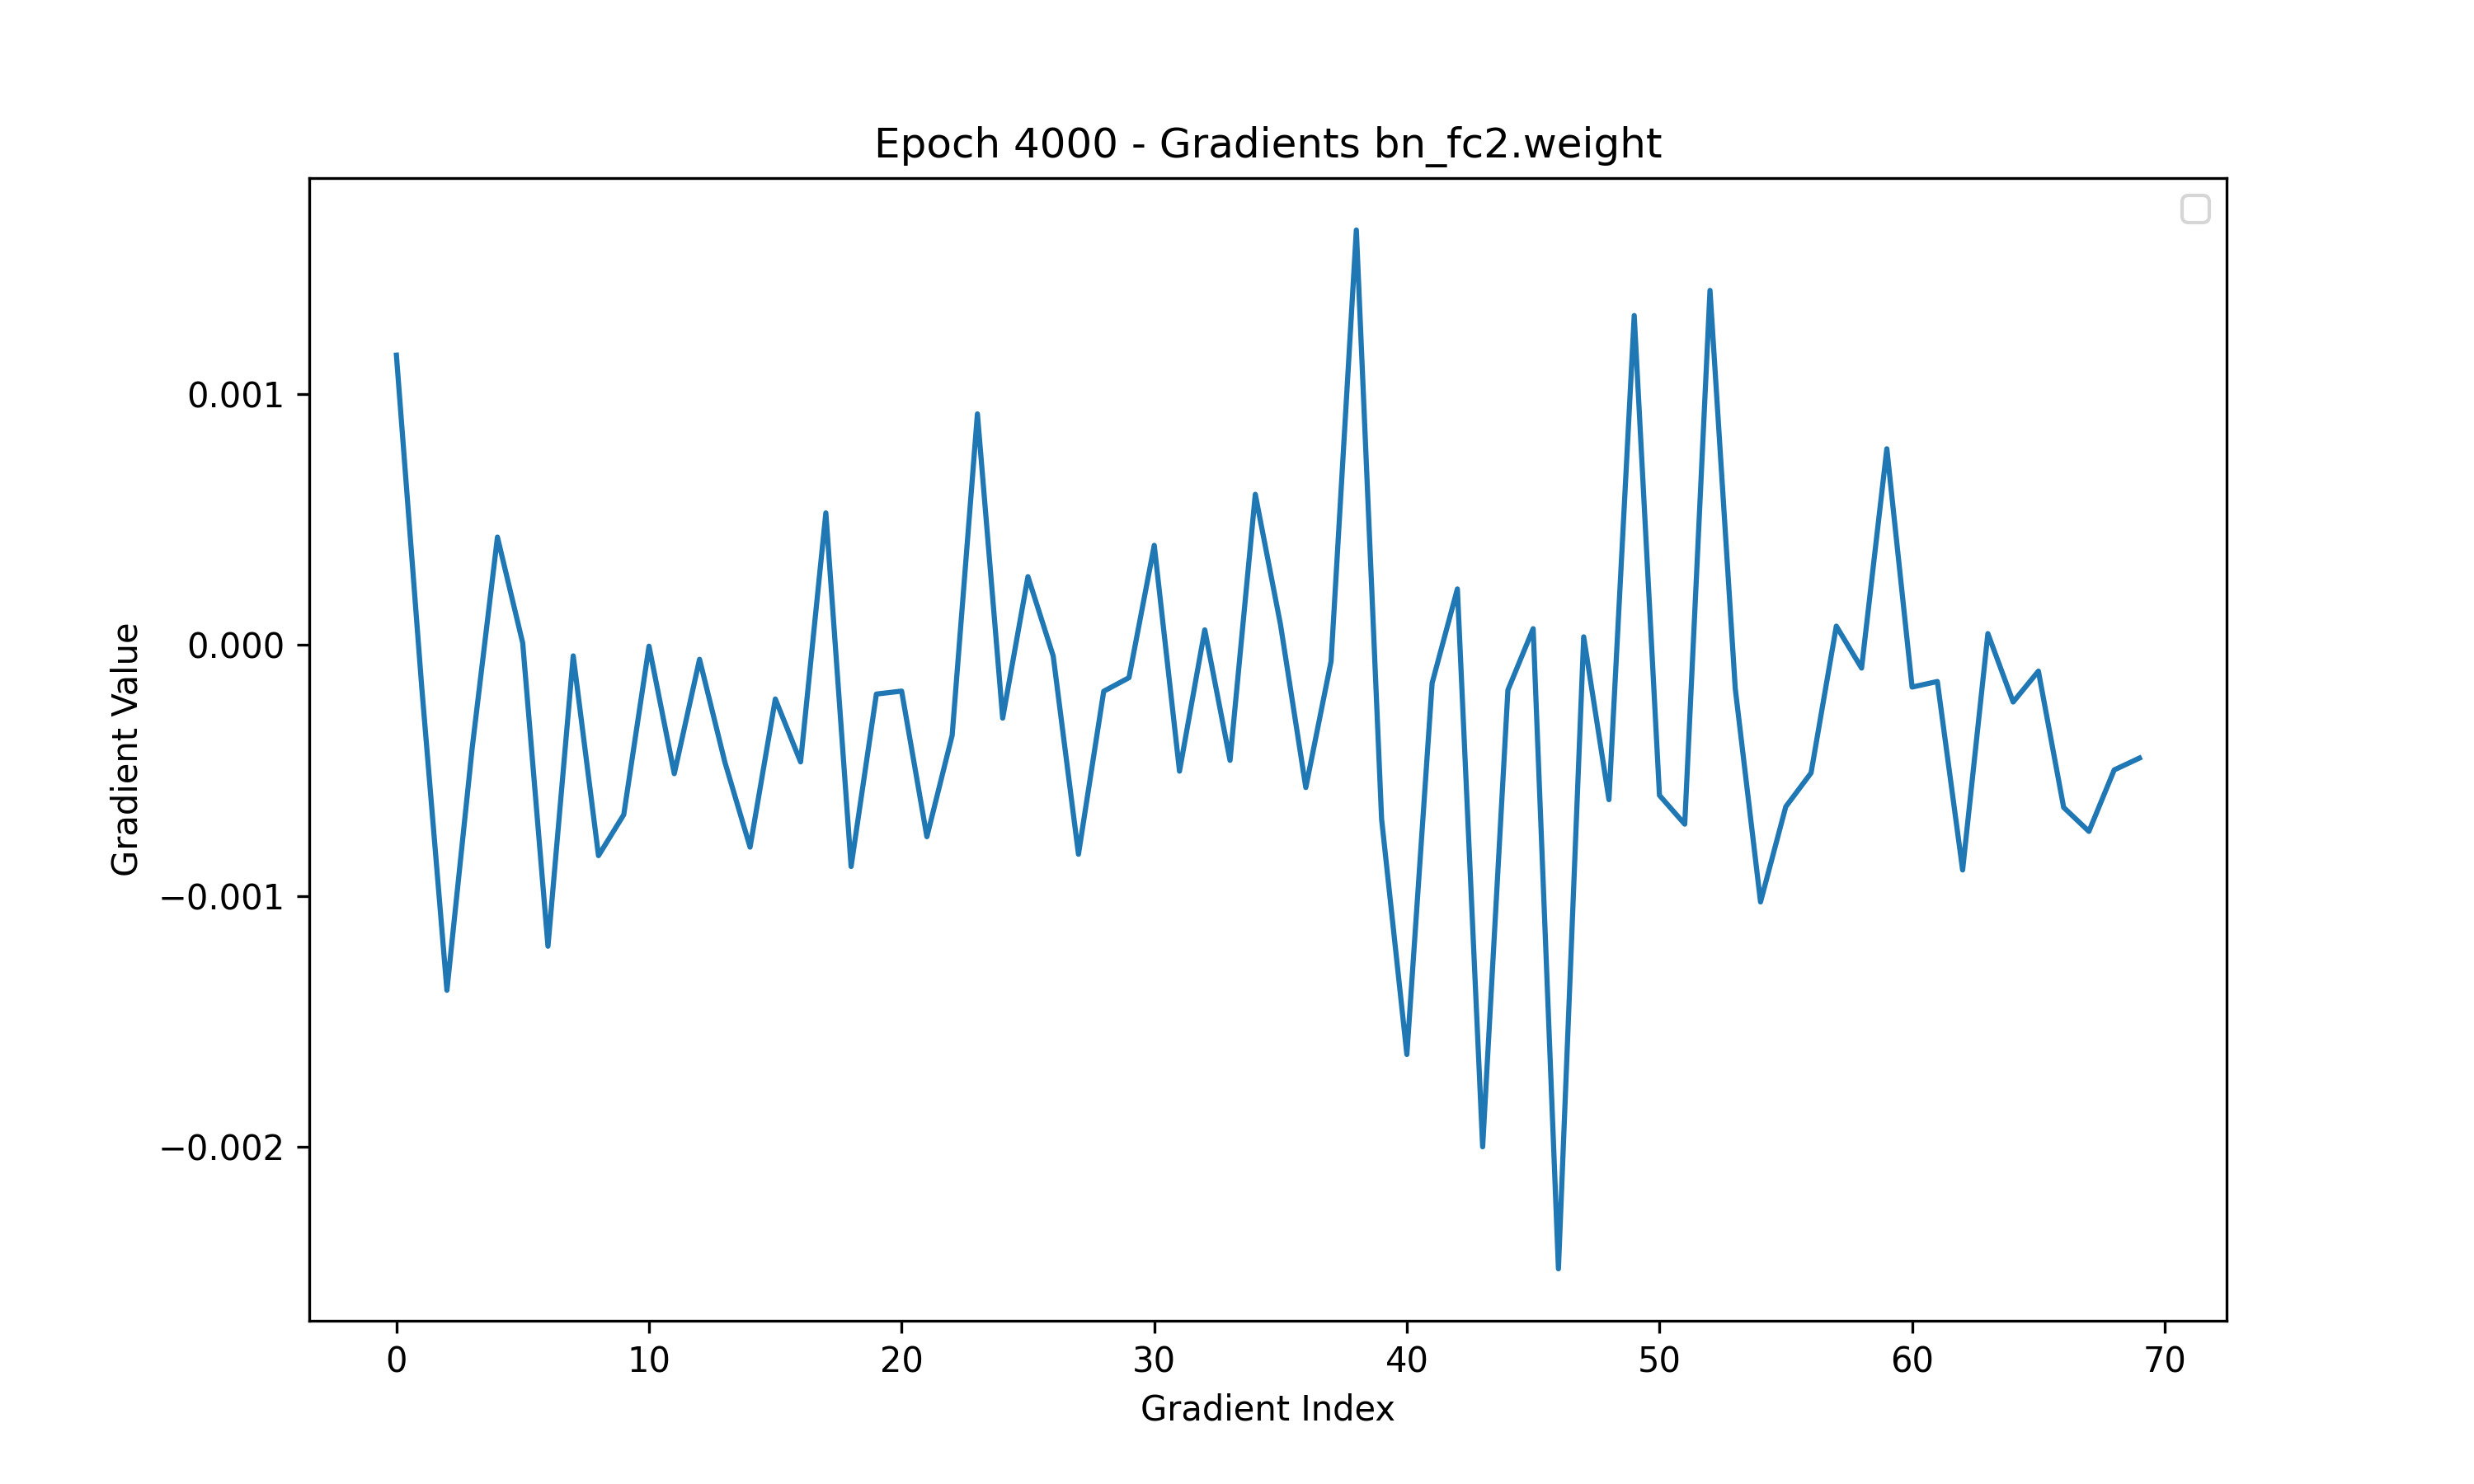 Epoch 4000 - Gradients bn_fc2.weight
Gradient Value
0.001
0.000
−0.001
−0.002
0 10 20 30 40 50 60 70
Gradient Index